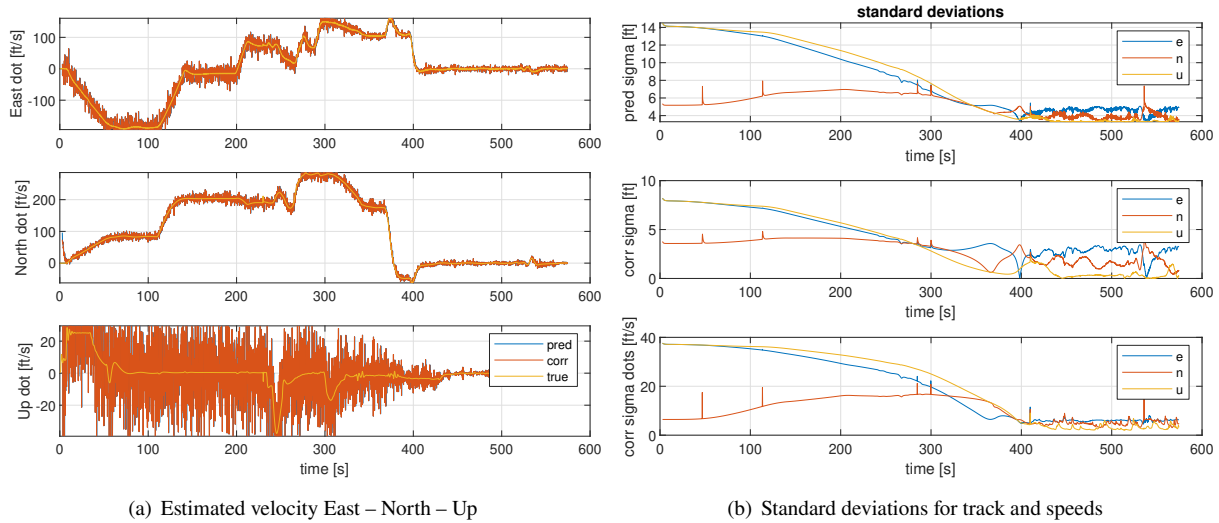 100
0
-100
East dot [ft/s]
0 100 200 300 400 500 600
time [s]
200
100
0
North dot [ft/s]
0 100 200 300 400 500 600
time [s]
20
0
-20
Up dot [ft/s]
pred
corr
true
0 100 200 300 400 500 600
time [s]
(a) Estimated velocity East – North – Up
standard deviations
14
12
10
8
6
4
pred sigma [ft]
e
n
u
0 100 200 300 400 500 600
time [s]
10
5
0
corr sigma [ft]
e
n
u
0 100 200 300 400 500 600
time [s]
40
20
0
corr sigma dots [ft/s]
e
n
u
0 100 200 300 400 500 600
time [s]
(b) Standard deviations for track and speeds